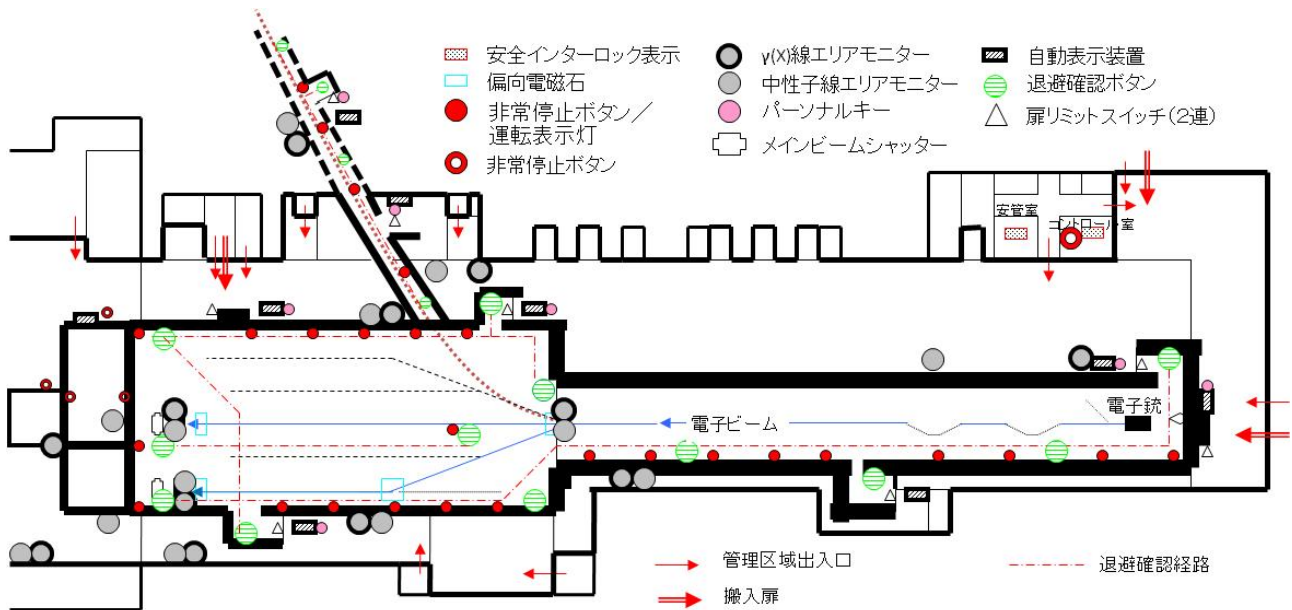 安全インターロック表示
偏向電磁石
非常停止ボタン／
運転表示灯
非常停止ボタン
γ(X)線エリアモニター
中性子線エリアモニター
パーソナルキー
メインビームシャッター
自動表示装置
退避確認ボタン
扉リミットスイッチ(2連)
安管室
コントロール室
電子銃
電子ビーム
管理区域出入口
搬入扉
退避確認経路